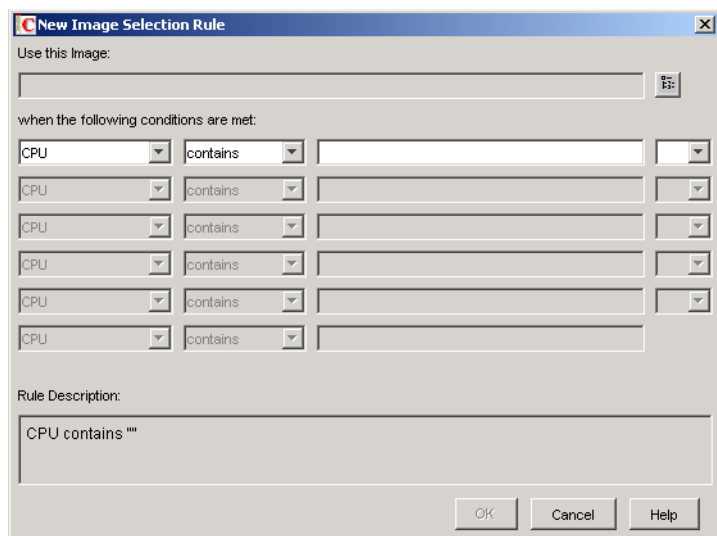 New Image Selection Rule
Use this Image:
when the following conditions are met:
CPU contains
CPU contains
CPU contains
CPU contains
CPU contains
CPU contains
Rule Description:
CPU contains ""
OK Cancel Help